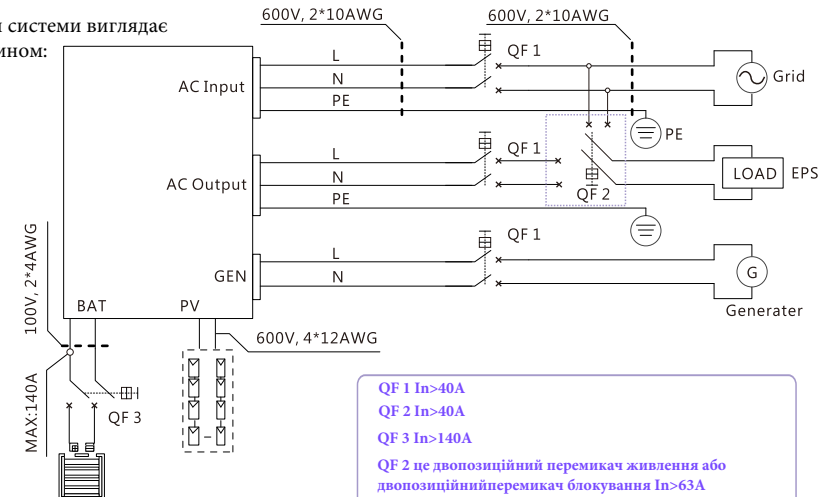 и системи виглядає
ином:
600V, 2*10AWG
600V, 2*10AWG
L
QF 1
AC Input
N
Grid
PE
PE
L
QF 1
AC Output
N
LOAD
EPS
PE
QF 2
L
QF 1
GEN
N
G
Generater
100V, 2*4AWG
BAT
PV
600V, 4*12AWG
MAX:140A
QF 3
QF 1 In>40A
QF 2 In>40A
QF 3 In>140A
QF 2 це двопозиційний перемикач живлення або
двопозиційнийперемикач блокування In>63A